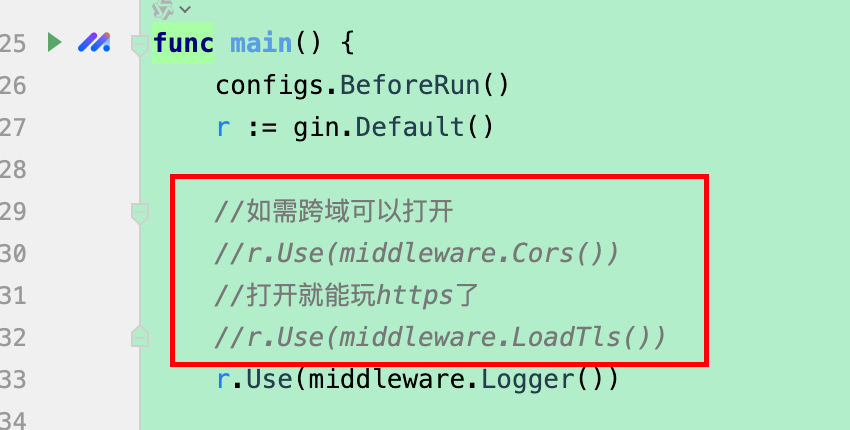 25 func main() {
26 configs.BeforeRun()
27 r := gin.Default()
28
29 //如需跨域可以打开
30 //r.Use(middleware.Cors())
31 //打开就能玩https了
32 //r.Use(middleware.LoadTls())
33 r.Use(middleware.Logger())
34